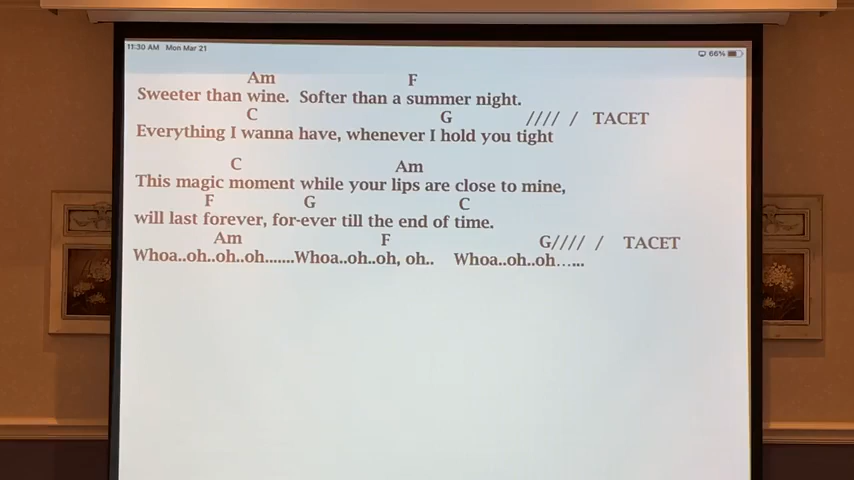 11:30 AM Mon Mar 21 66%
Am F
Sweeter than wine. Softer than a summer night.
C G //// / TACET
Everything I wanna have, whenever I hold you tight
C Am
This magic moment while your lips are close to mine,
F G C
will last forever, for-ever till the end of time.
Am F G//// / TACET
Whoa..oh..oh..oh.......Whoa..oh..oh, oh.. Whoa..oh..oh…...